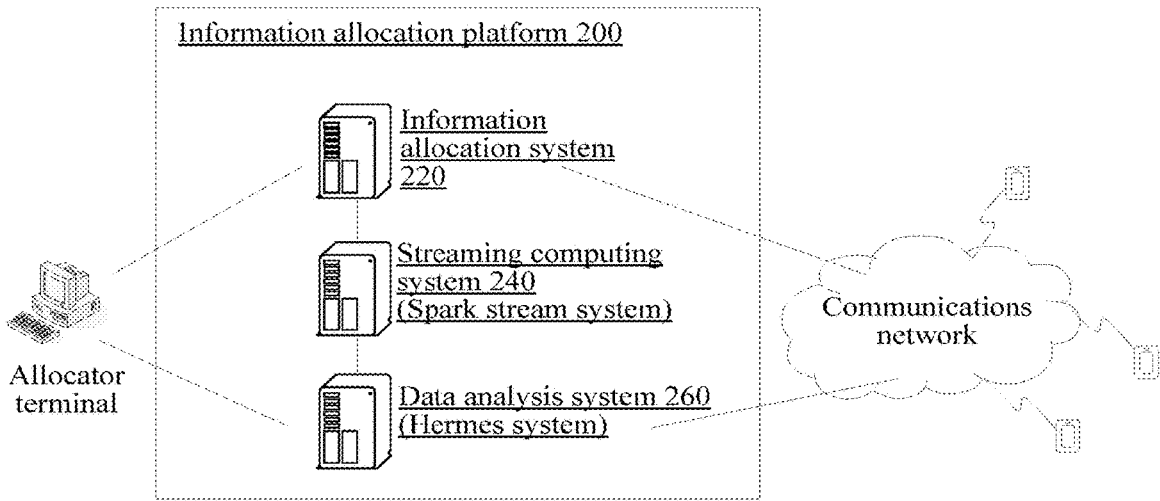 Information allocation platform 200
Information
allocation system
220
Streaming computing
system 240
(Spark stream system)
Communications
network
Allocator
terminal
Data analysis system 260
(Hermes system)